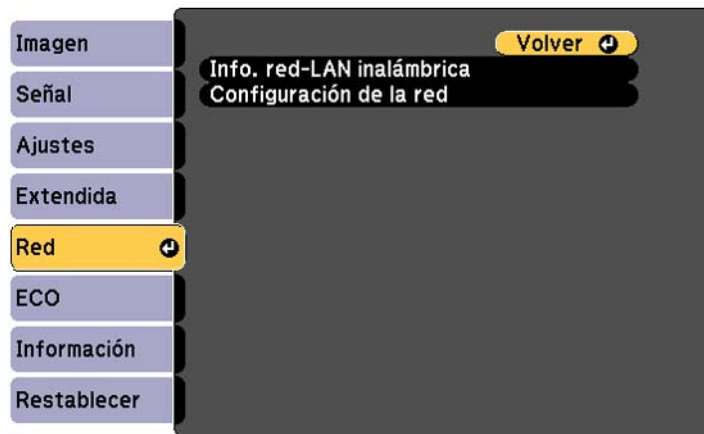 Imagen
Señal
Ajustes
Extendida
Red
ECO
Información
Restablecer
Volver
Info. red-LAN inalámbrica
Configuración de la red